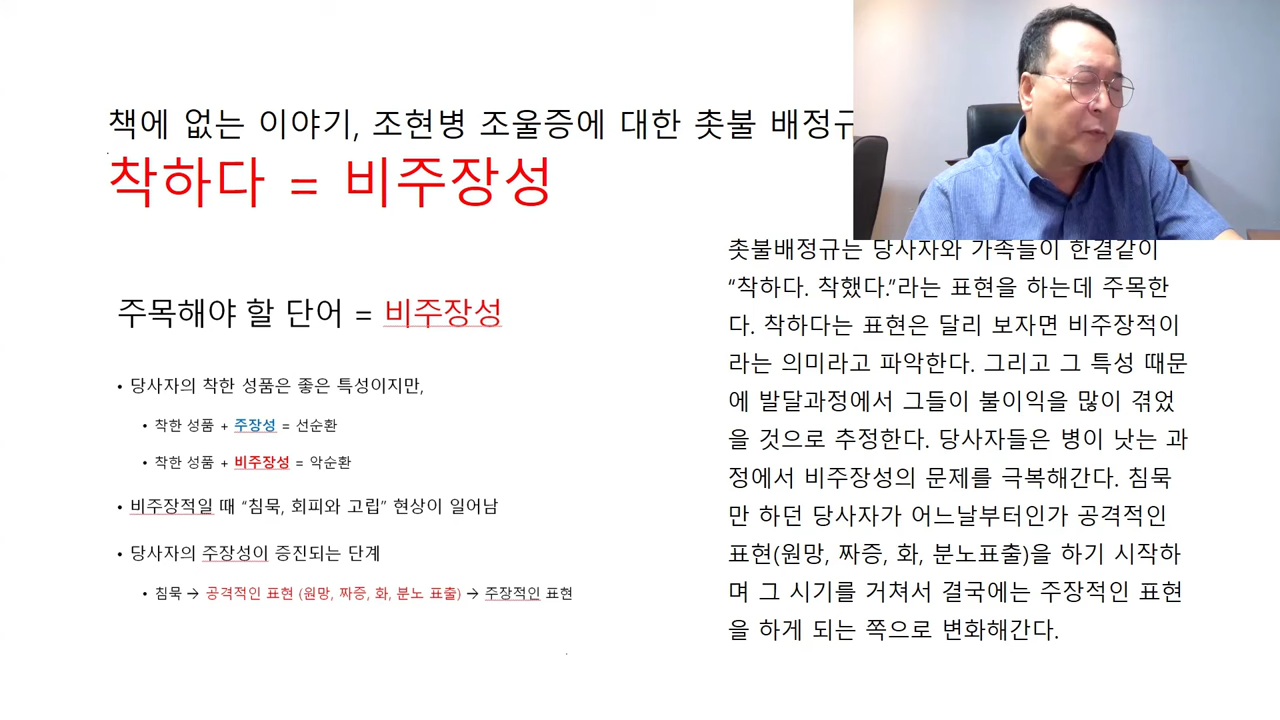 책에 없는 이야기, 조현병 조울증에 대한 촛불 배정규
착하다 = 비주장성
주목해야 할 단어 = 비주장성
• 당사자의 착한 성품은 좋은 특성이지만,
• 착한 성품 + 주장성 = 선순환
• 착한 성품 + 비주장성 = 악순환
• 비주장적일 때 “침묵, 회피와 고립” 현상이 일어남
• 당사자의 주장성이 증진되는 단계
• 침묵 → 공격적인 표현 (원망, 짜증, 화, 분노 표출) → 주장적인 표현
촛불배정규는 당사자와 가족들이 한결같이
“착하다. 착했다.”라는 표현을 하는데 주목한
다. 착하다는 표현은 달리 보자면 비주장적이
라는 의미라고 파악한다. 그리고 그 특성 때문
에 발달과정에서 그들이 불이익을 많이 겪었
을 것으로 추정한다. 당사자들은 병이 낫는 과
정에서 비주장성의 문제를 극복해간다. 침묵
만 하던 당사자가 어느날부터인가 공격적인
표현(원망, 짜증, 화, 분노표출)을 하기 시작하
며 그 시기를 거쳐서 결국에는 주장적인 표현
을 하게 되는 쪽으로 변화해간다.